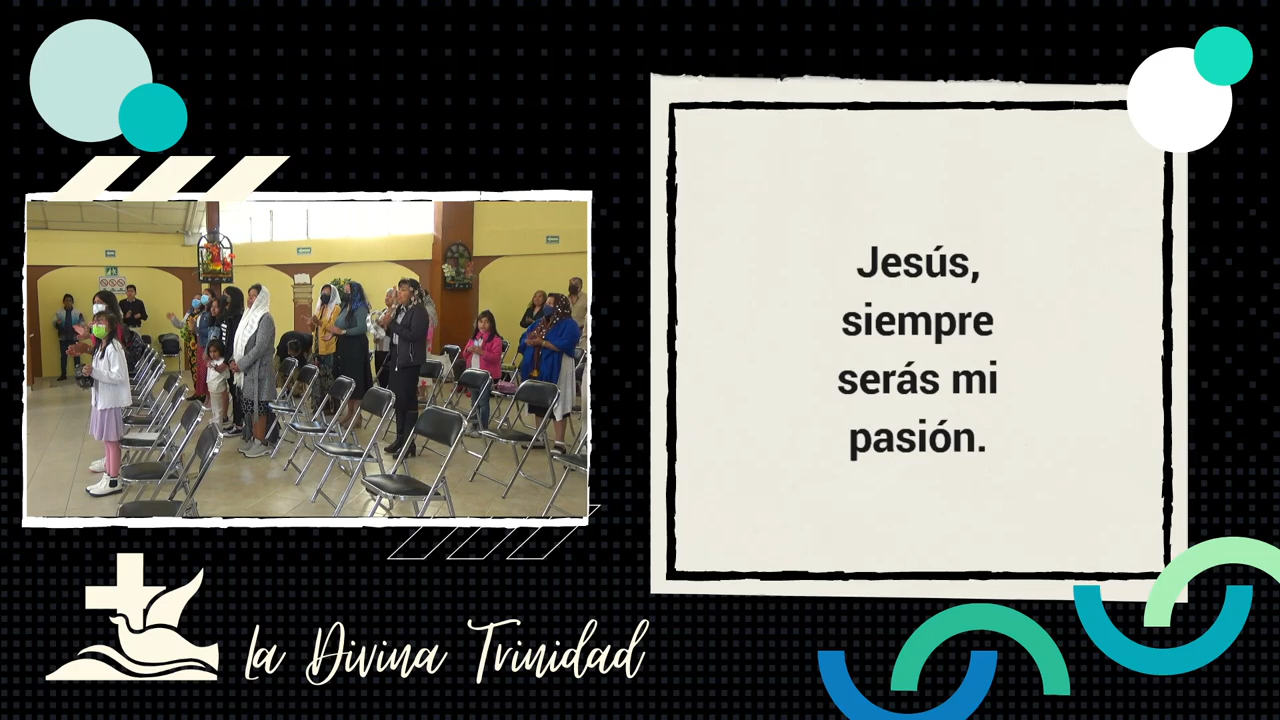 Jesús,
siempre
serás mi
pasión.
La Divina Trinidad